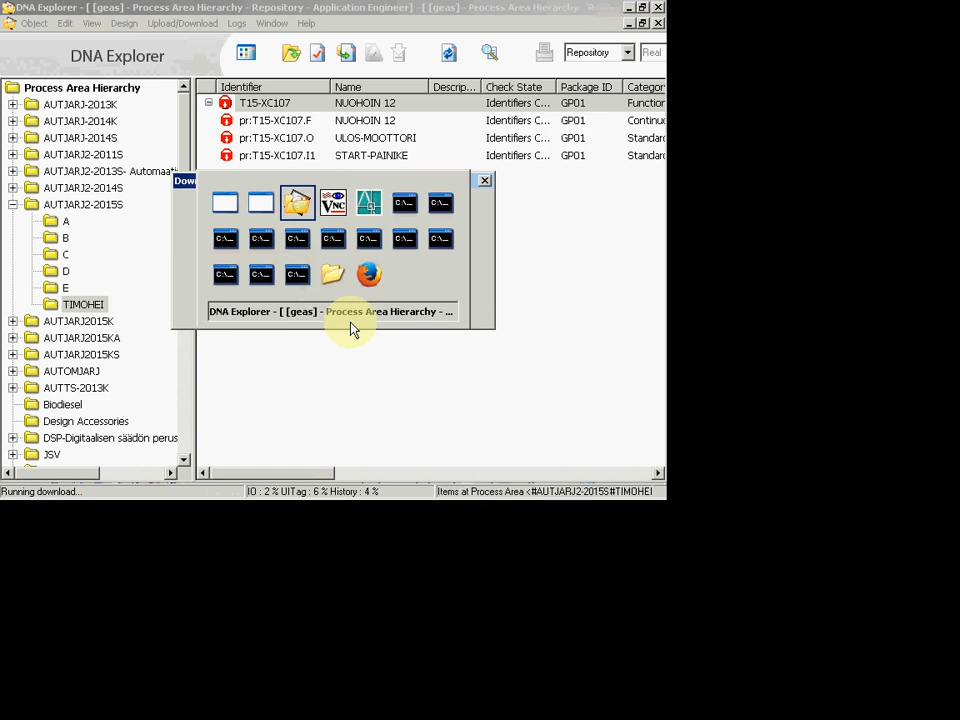 DNA Explorer - [ [geas] - Process Area Hierarchy - Repository - Application Engineer] - [ [geas] - Process Area Hierarchy.
Object Edit View Design Upload/Download Logs Window Help
DNA Explorer
Repository
Real
Process Area Hierarchy
AUTJARJ-2013K
AUTJARJ-2014K
AUTJARJ-2014S
AUTJARJ2-2011S
AUTJARJ2-2013S- Automaati
AUTJARJ2-2014S
AUTJARJ2-2015S
A
B
C
D
E
TIMOHEI
AUTJARJ2015K
AUTJARJ2015KA
AUTJARJ2015KS
AUTOMJARJ
AUTTS-2013K
Biodiesel
Design Accessories
DSP-Digitaalisen säädön perus
JSV
Identifier Name Descrip... Check State Package ID Categor
T15-XC107 NUOHOIN 12 Identifiers C... GP01 Function
pr:T15-XC107.F NUOHOIN 12 Identifiers C... GP01 Continu
pr:T15-XC107.O ULOS-MOOTTORI Identifiers C... GP01 Standar
pr:T15-XC107.I1 START-PAINIKE Identifiers C... GP01 Standar
Dow
VNC
DNA Explorer - [ [geas] - Process Area Hierarchy - ...
Running download... IO : 2 % UITag : 6 % History : 4 % Items at Process Area <#AUTJARJ2-2015S#TIMOHEI